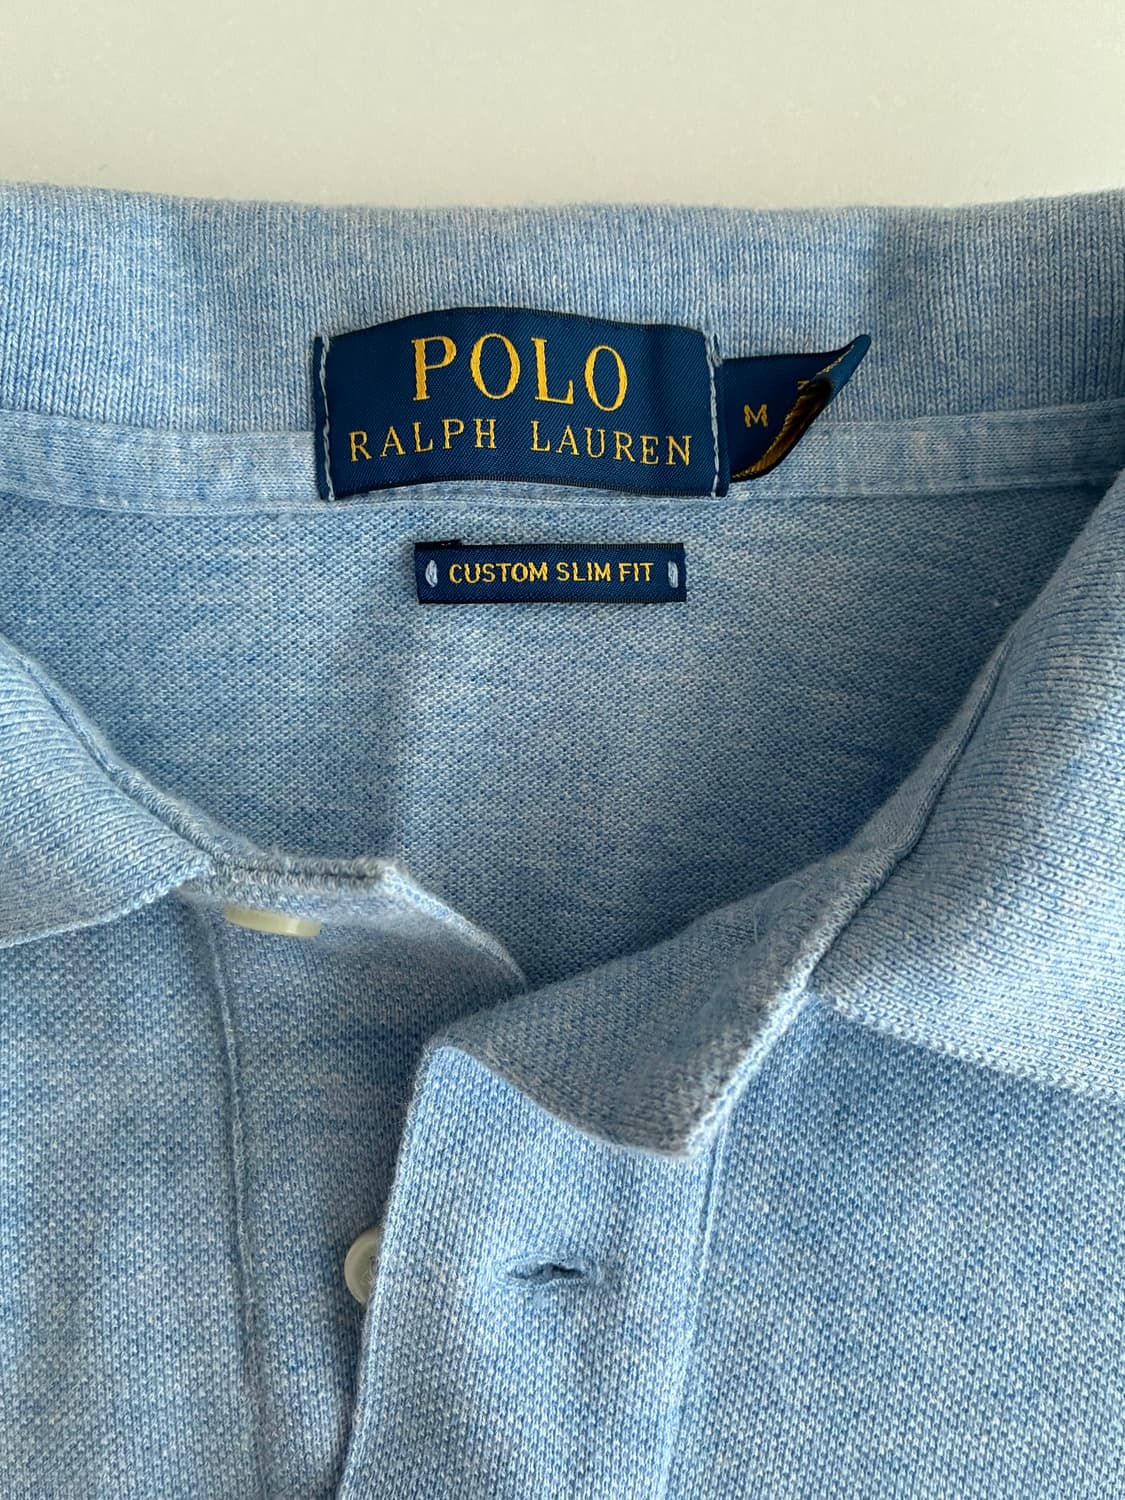 POLO
RALPH LAUREN
M
CUSTOM SLIM FIT